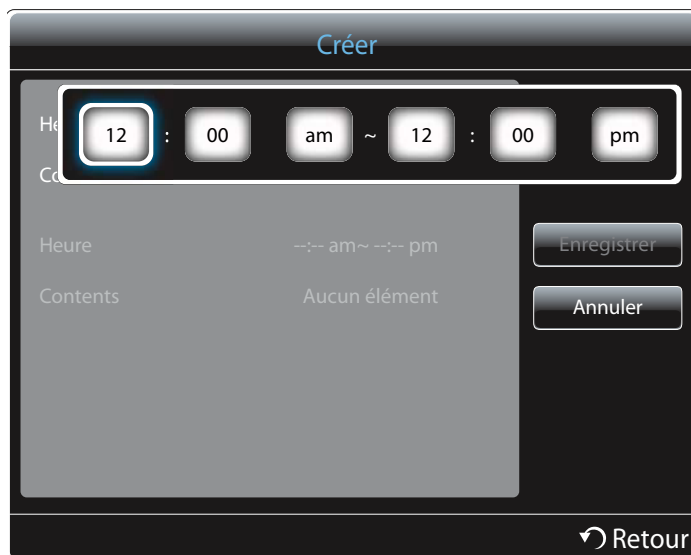 Créer
12 : 00 am ~ 12 : 00 pm
Heure --:-- am~ --:-- pm
Enregistrer
Contents Aucun élément
Annuler
Retour